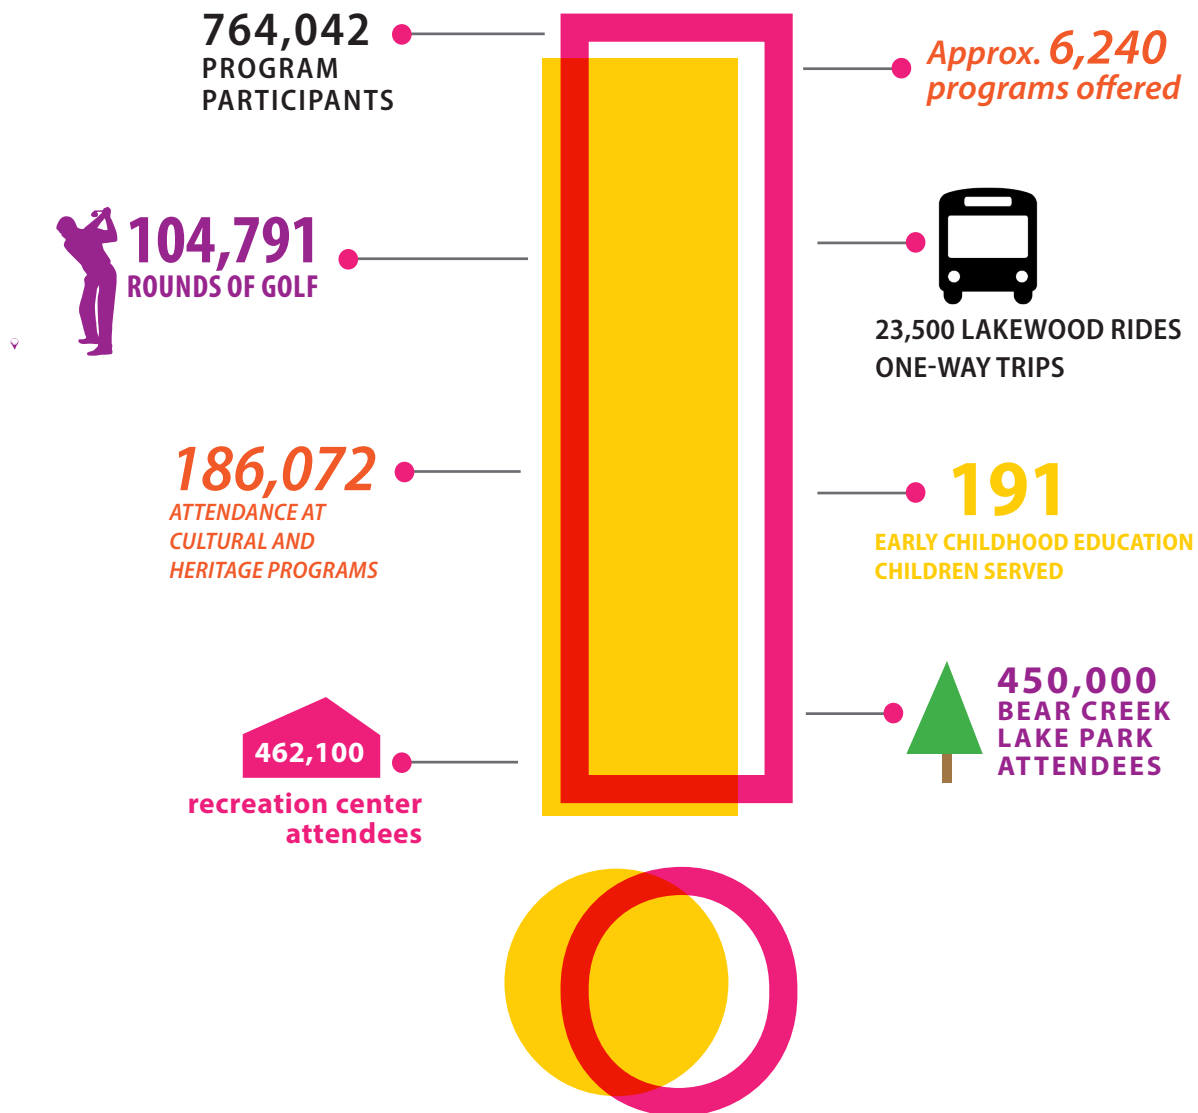 764,042
PROGRAM
PARTICIPANTS
Approx. 6,240
programs offered
104,791
ROUNDS OF GOLF
23,500 LAKEWOOD RIDES
ONE-WAY TRIPS
186,072
ATTENDANCE AT
CULTURAL AND
HERITAGE PROGRAMS
191
EARLY CHILDHOOD EDUCATION
CHILDREN SERVED
462,100
recreation center
attendees
450,000
BEAR CREEK
LAKE PARK
ATTENDEES